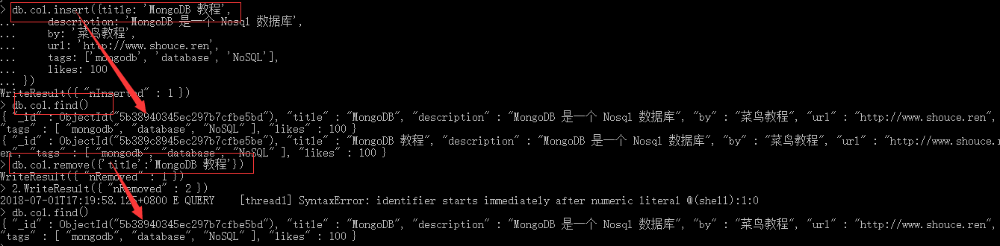 > db.col.insert({title: 'MongoDB 教程',
...     description: 'MongoDB 是一个 Nosql 数据库',
...     by: '菜鸟教程',
...     url: 'http://www.shouce.ren',
...     tags: ['mongodb', 'database', 'NoSQL'],
...     likes: 100
... })
WriteResult({ "nInserted" : 1 })
> db.col.find()
{ "_id" : ObjectId("5b38940345ec297b7cfbe5bd"), "title" : "MongoDB", "description" : "MongoDB 是一个 Nosql 数据库", "by" : "菜鸟教程", "url" : "http://www.shouce.ren",
"tags" : [ "mongodb", "database", "NoSQL" ], "likes" : 100 }
{ "_id" : ObjectId("5b389c8945ec297b7cfbe5be"), "title" : "MongoDB 教程", "description" : "MongoDB 是一个 Nosql 数据库", "by" : "菜鸟教程", "url" : "http://www.shouce.r
en", "tags" : [ "mongodb", "database", "NoSQL" ], "likes" : 100 }
> db.col.remove({'title':'MongoDB 教程'})
WriteResult({ "nRemoved" : 1 })
> 2.WriteResult({ "nRemoved" : 2 })
2018-07-01T17:19:58.125+0800 E QUERY    [thread1] SyntaxError: identifier starts immediately after numeric literal @(shell):1:0
> db.col.find()
{ "_id" : ObjectId("5b38940345ec297b7cfbe5bd"), "title" : "MongoDB", "description" : "MongoDB 是一个 Nosql 数据库", "by" : "菜鸟教程", "url" : "http://www.shouce.ren",
"tags" : [ "mongodb", "database", "NoSQL" ], "likes" : 100 }